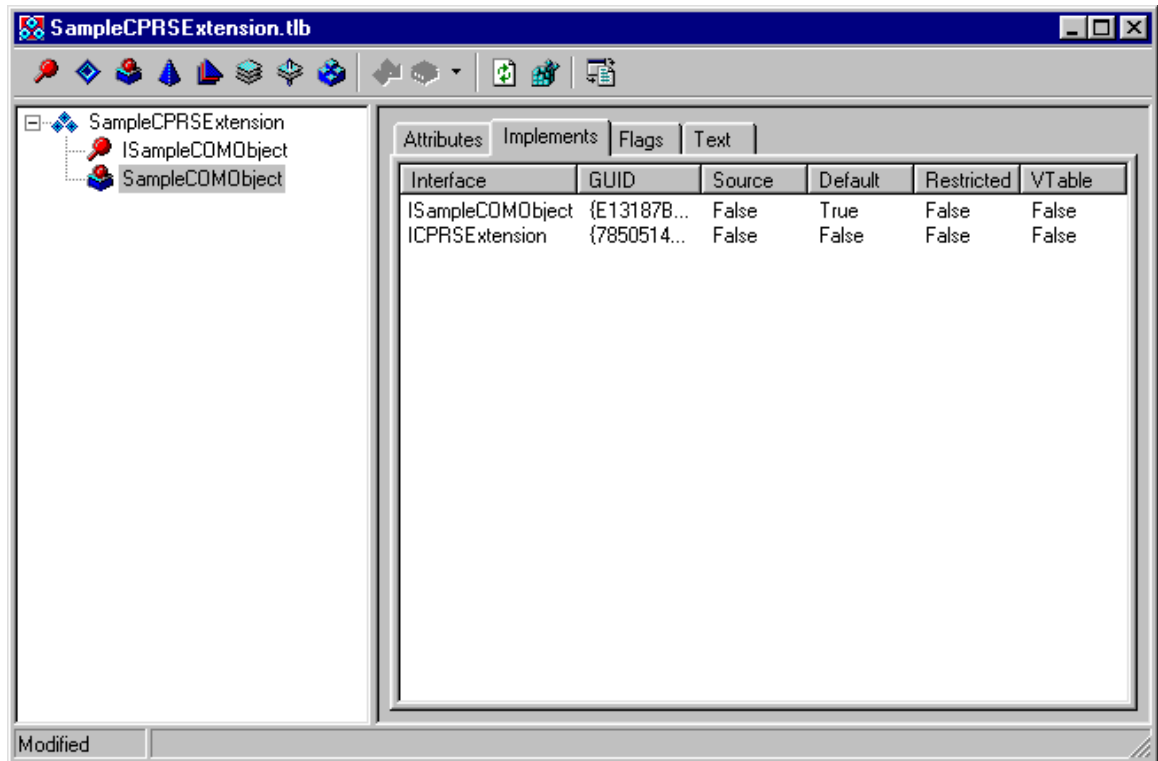 SampleCPRSExtension.tlb
SampleCPRSExtension
ISampleCOMObject
SampleCOMObject
Attributes Implements Flags Text
Interface GUID Source Default Restricted VTable
ISampleCOMObject {E13187B... False True False False
ICPRSExtension {7850514... False False False False
Modified